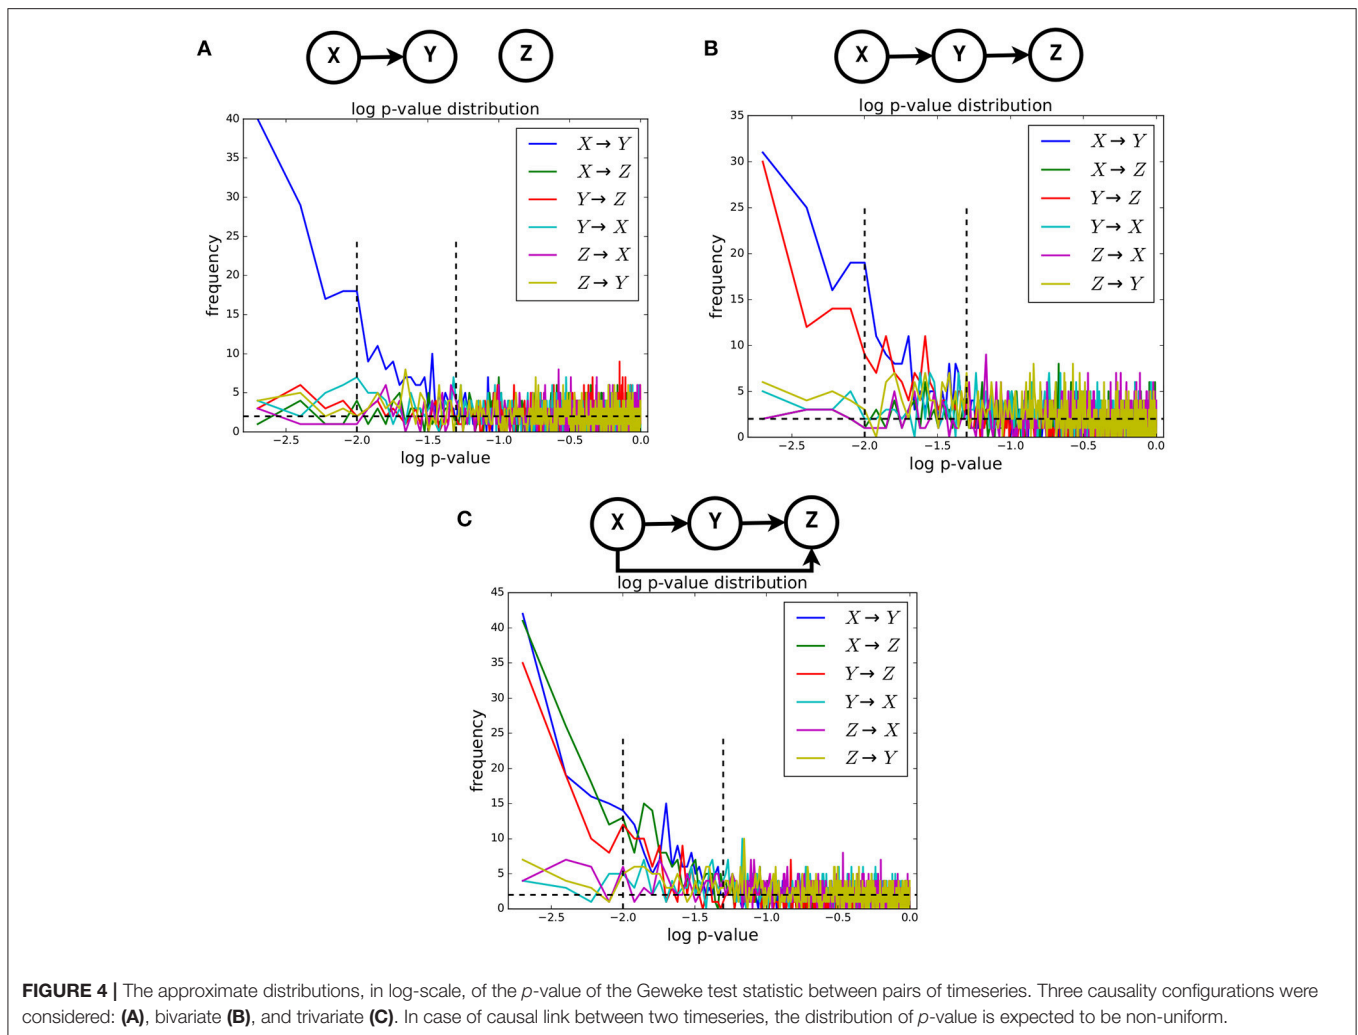 A
X Y Z
log p-value distribution
40
35
30
25
20
15
10
5
0
frequency
X → Y
X → Z
Y → Z
Y → X
Z → X
Z → Y
−2.5 −2.0 −1.5 −1.0 −0.5 0.0
log p-value
B
X Y Z
log p-value distribution
35
30
25
20
15
10
5
0
frequency
X → Y
X → Z
Y → Z
Y → X
Z → X
Z → Y
−2.5 −2.0 −1.5 −1.0 −0.5 0.0
log p-value
C
X Y Z
log p-value distribution
45
40
35
30
25
20
15
10
5
0
frequency
X → Y
X → Z
Y → Z
Y → X
Z → X
Z → Y
−2.5 −2.0 −1.5 −1.0 −0.5 0.0
log p-value
FIGURE 4 | The approximate distributions, in log-scale, of the p-value of the Geweke test statistic between pairs of timeseries. Three causality configurations were
considered: (A), bivariate (B), and trivariate (C). In case of causal link between two timeseries, the distribution of p-value is expected to be non-uniform.